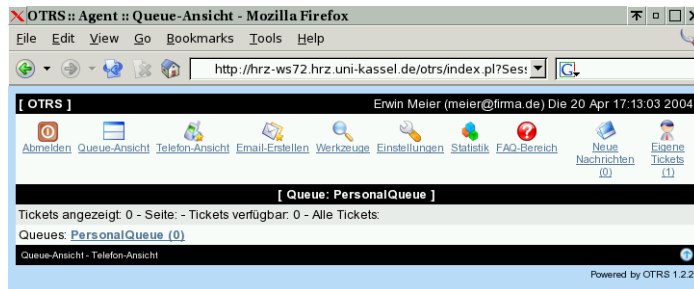 OTRS:: Agent :: Queue-Ansicht - Mozilla Firefox
File Edit View Go Bookmarks Tools Help
http://hrz-ws72.hrz.uni-kassel.de/otrs/index.pl?Ses
[ OTRS ] Erwin Meier (meier@firma.de) Die 20 Apr 17:13:03 2004
Abmelden Queue-Ansicht Telefon-Ansicht Email-Erstellen Werkzeuge Einstellungen Statistik FAQ-Bereich Neue Eigene
Nachrichten Tickets
(0) (1)
[ Queue: PersonalQueue ]
Tickets angezeigt: 0 - Seite: - Tickets verfügbar: 0 - Alle Tickets:
Queues: PersonalQueue (0)
Queue-Ansicht - Telefon-Ansicht
Powered by OTRS 1.2.2